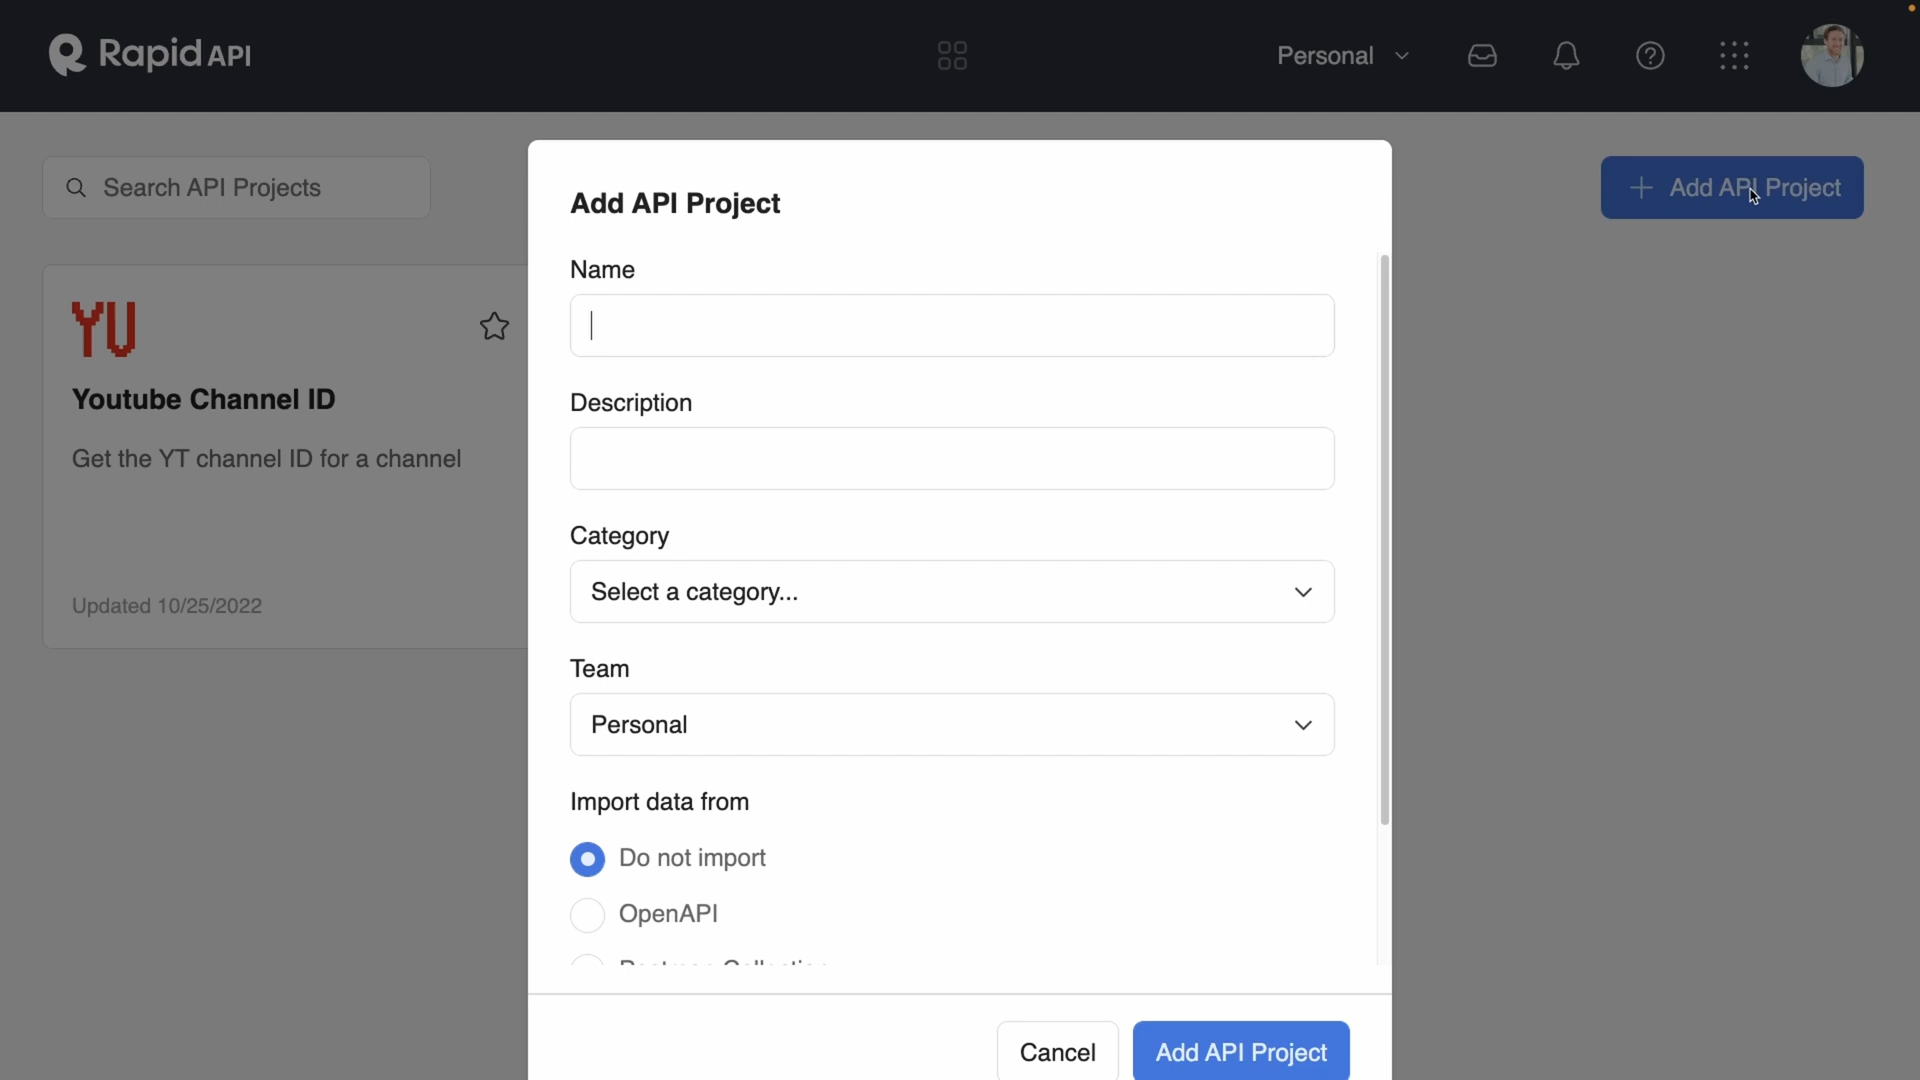 Rapid API
Personal
Search API Projects
Add API Project
YU
Youtube Channel ID
Get the YT channel ID for a channel
Updated 10/25/2022
Add API Project
Name
Description
Category
Select a category...
Team
Personal
Import data from
Do not import
OpenAPI
Cancel
Add API Project